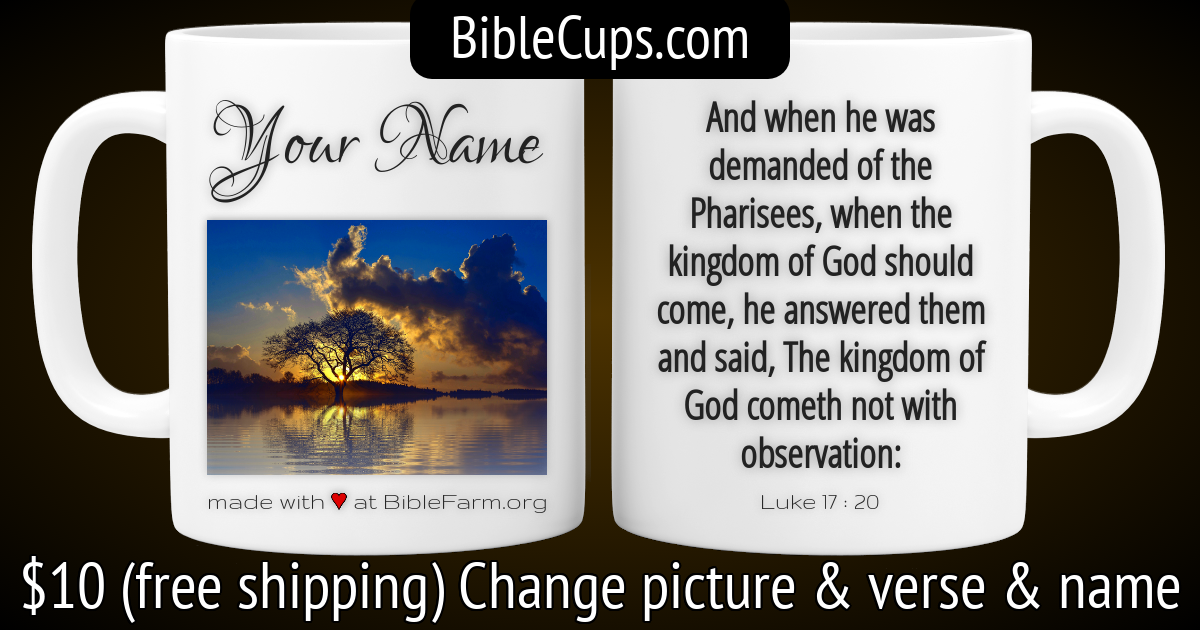 BibleCups.com
Your Name
made with ❤ at BibleFarm.org
And when he was
demanded of the
Pharisees, when the
kingdom of God should
come, he answered them
and said, The kingdom of
God cometh not with
observation:
Luke 17 : 20
$10 (free shipping) Change picture & verse & name